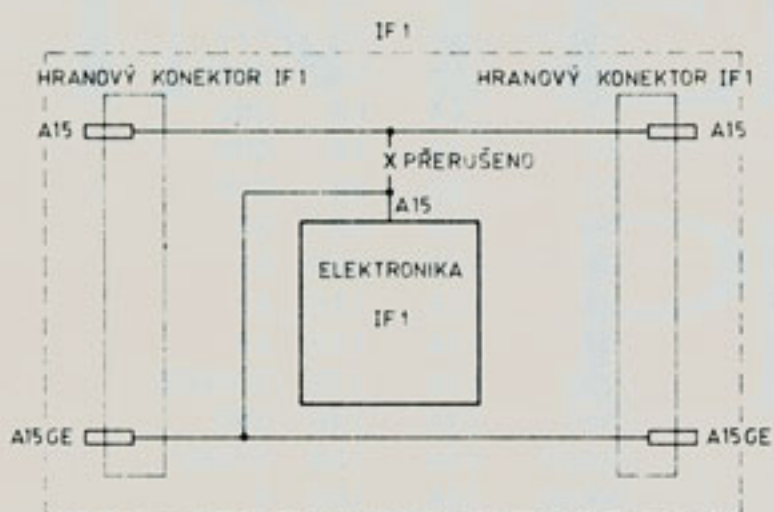 IF 1
HRANOVÝ KONEKTOR IF 1 HRANOVÝ KONEKTOR IF 1
A15 A15
X PŘERUŠENO
A15
ELEKTRONIKA
IF 1
A15GE A15GE